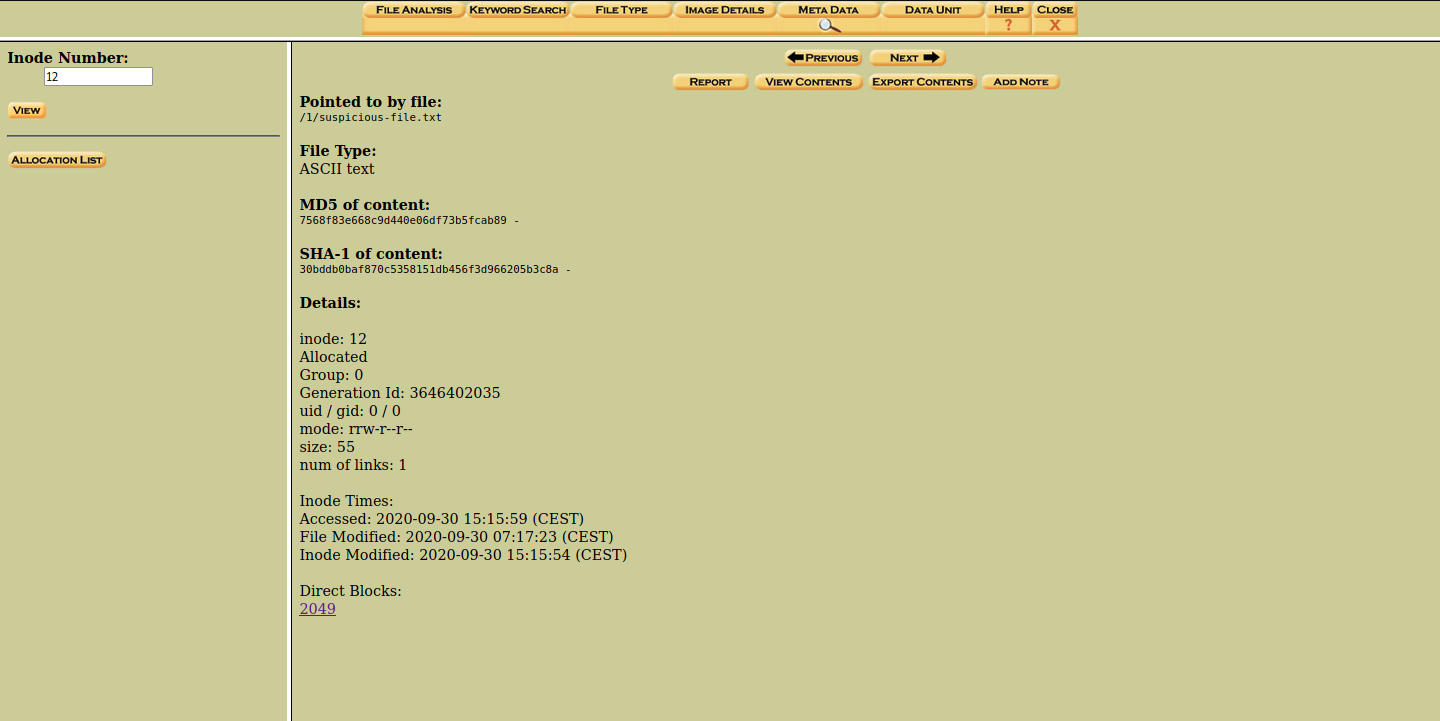 FILE ANALYSIS KEYWORD SEARCH FILE TYPE IMAGE DETAILS META DATA DATA UNIT HELP CLOSE
? X
Inode Number:
12
VIEW
ALLOCATION LIST
PREVIOUS NEXT
REPORT VIEW CONTENTS EXPORT CONTENTS ADD NOTE
Pointed to by file:
/1/suspicious-file.txt
File Type:
ASCII text
MD5 of content:
7568f83e668c9d440e06df73b5fcab89 -
SHA-1 of content:
30bddb0baf870c5358151db456f3d966205b3c8a -
Details:
inode: 12
Allocated
Group: 0
Generation Id: 3646402035
uid / gid: 0 / 0
mode: rrw-r--r--
size: 55
num of links: 1
Inode Times:
Accessed: 2020-09-30 15:15:59 (CEST)
File Modified: 2020-09-30 07:17:23 (CEST)
Inode Modified: 2020-09-30 15:15:54 (CEST)
Direct Blocks:
2049